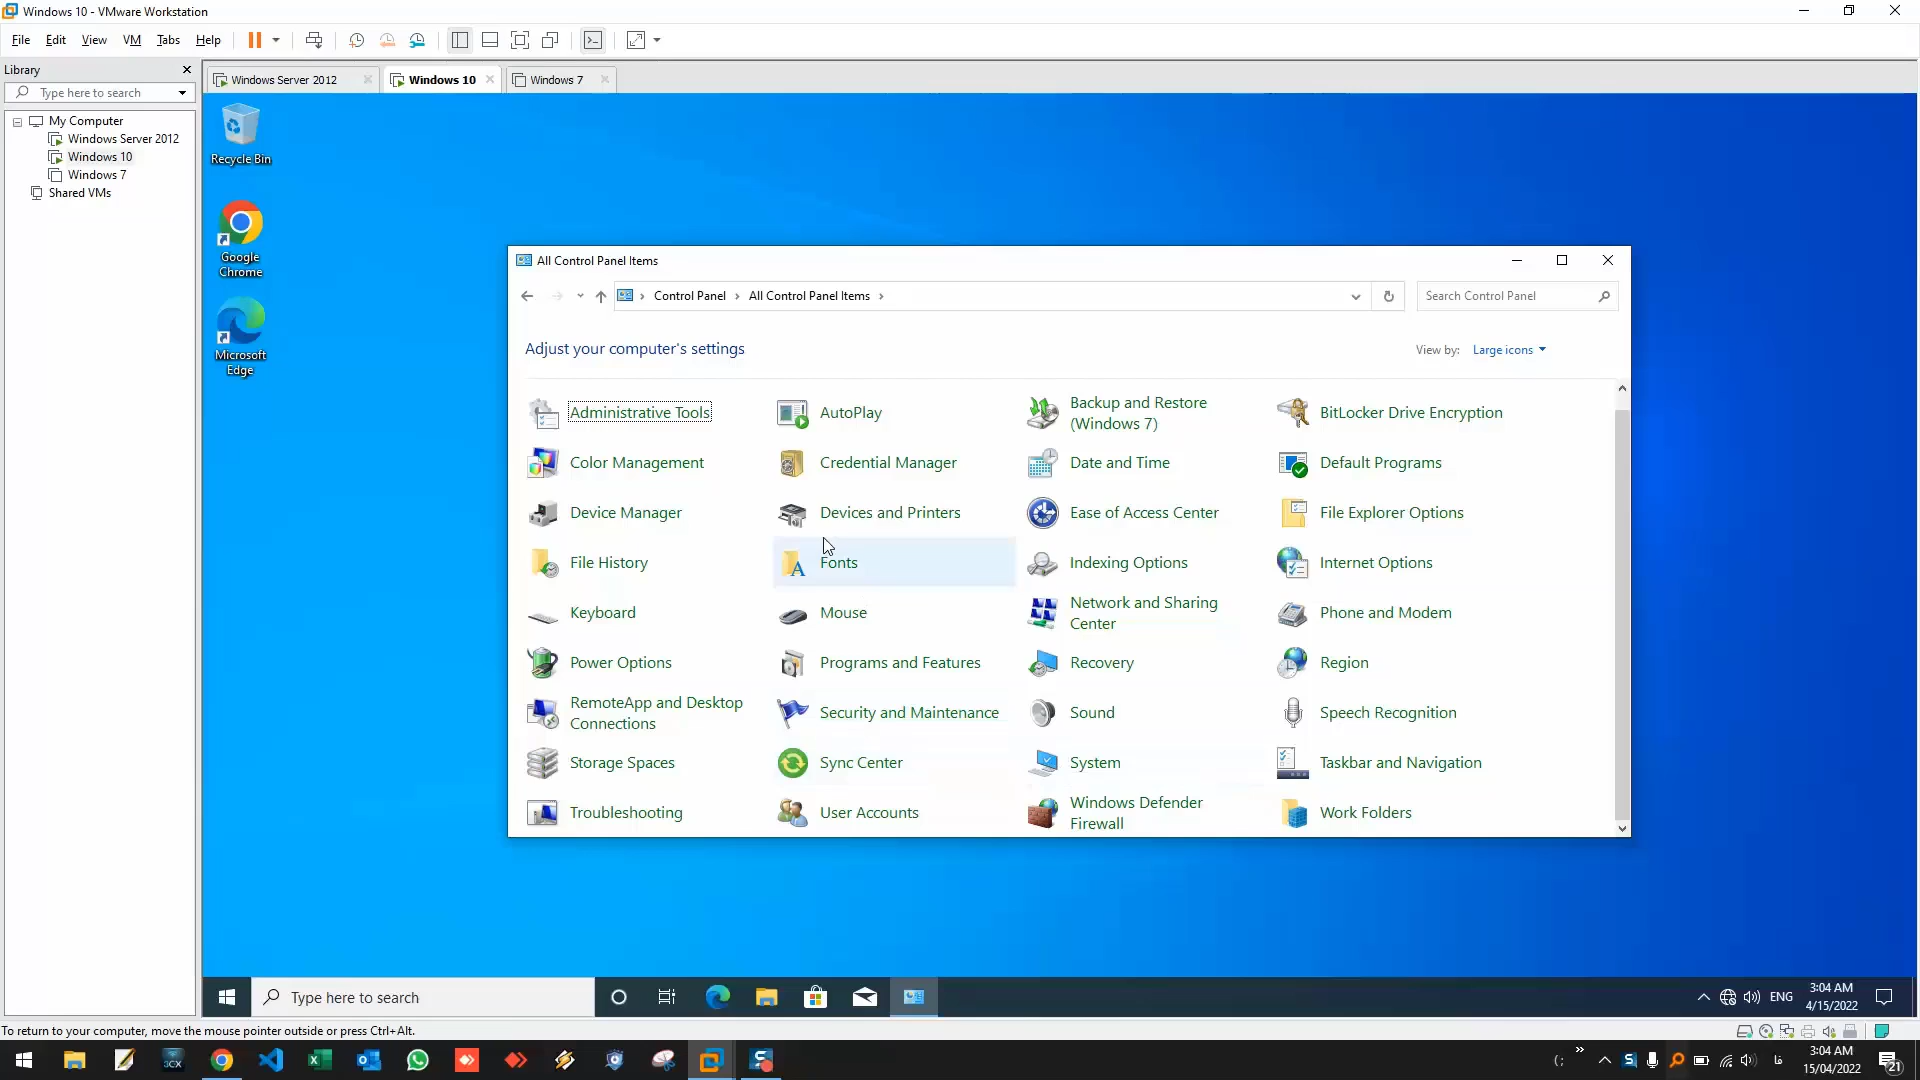 Windows 10 - VMware Workstation
File Edit View VM Tabs Help
Library
Type here to search
My Computer
Windows Server 2012
Windows 10
Windows 7
Shared VMs
Windows Server 2012
Windows 10
Windows 7
Recycle Bin
Google
Chrome
Microsoft
Edge
All Control Panel Items
Control Panel › All Control Panel Items ›
Search Control Panel
Adjust your computer's settings
View by: Large icons
Administrative Tools
AutoPlay
Backup and Restore
(Windows 7)
BitLocker Drive Encryption
Color Management
Credential Manager
Date and Time
Default Programs
Device Manager
Devices and Printers
Ease of Access Center
File Explorer Options
File History
Fonts
Indexing Options
Internet Options
Keyboard
Mouse
Network and Sharing
Center
Phone and Modem
Power Options
Programs and Features
Recovery
Region
RemoteApp and Desktop
Connections
Security and Maintenance
Sound
Speech Recognition
Storage Spaces
Sync Center
System
Taskbar and Navigation
Troubleshooting
User Accounts
Windows Defender
Firewall
Work Folders
Type here to search
ENG
3:04 AM
4/15/2022
To return to your computer, move the mouse pointer outside or press Ctrl+Alt.
3CX
فا
3:04 AM
15/04/2022
21